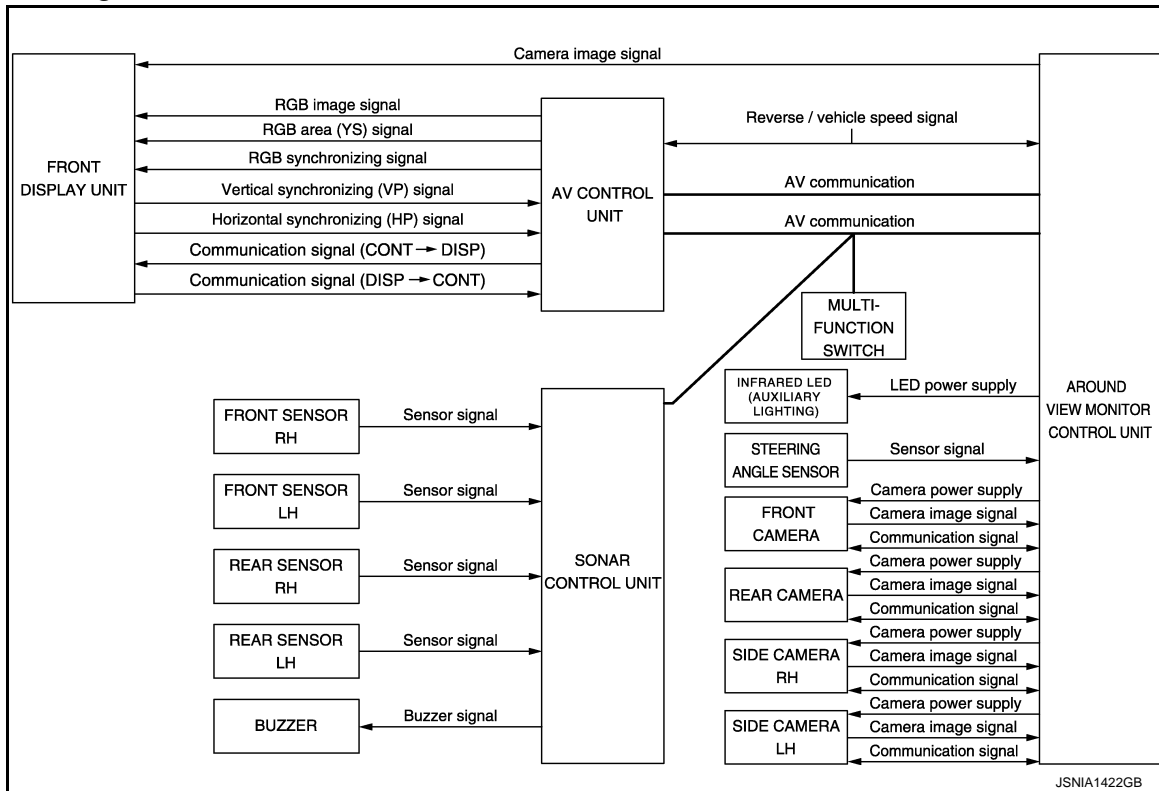 Camera image signal
RGB image signal
RGB area (YS) signal
RGB synchronizing signal
Vertical synchronizing (VP) signal
Horizontal synchronizing (HP) signal
Communication signal (CONT → DISP)
Communication signal (DISP → CONT)
FRONT
DISPLAY UNIT
AV CONTROL
UNIT
Reverse / vehicle speed signal
AV communication
AV communication
MULTI-
FUNCTION
SWITCH
AROUND
VIEW MONITOR
CONTROL UNIT
INFRARED LED
(AUXILIARY
LIGHTING)
LED power supply
STEERING
ANGLE SENSOR
Sensor signal
FRONT
CAMERA
Camera power supply
Camera image signal
Communication signal
REAR CAMERA
Camera power supply
Camera image signal
Communication signal
SIDE CAMERA
RH
Camera power supply
Camera image signal
Communication signal
SIDE CAMERA
LH
Camera power supply
Camera image signal
Communication signal
FRONT SENSOR
RH
Sensor signal
FRONT SENSOR
LH
Sensor signal
REAR SENSOR
RH
Sensor signal
REAR SENSOR
LH
Sensor signal
BUZZER
Buzzer signal
SONAR
CONTROL UNIT
JSNIA1422GB